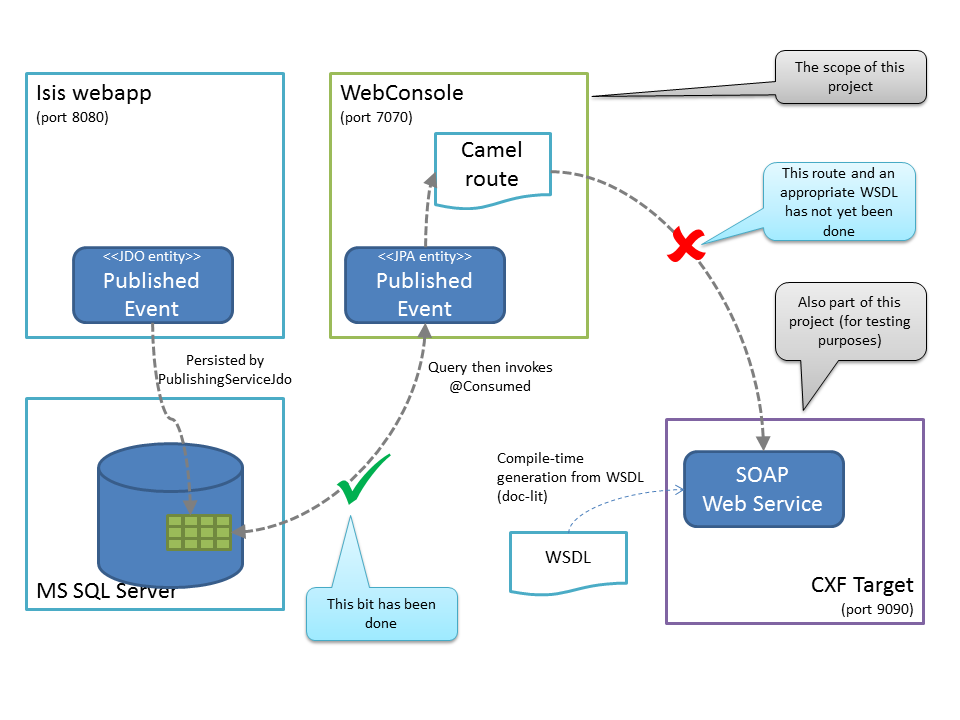 Isis webapp
(port 8080)
<<JDO entity>>
Published
Event
WebConsole
(port 7070)
Camel
route
<<JPA entity>>
Published
Event
The scope of this
project
This route and an
appropriate WSDL
has not yet been
done
Also part of this
project (for testing
purposes)
Persisted by
PublishingServiceJdo
Query then invokes
@Consumed
MS SQL Server
This bit has been
done
Compile-time
generation from WSDL
(doc-lit)
WSDL
SOAP
Web Service
CXF Target
(port 9090)